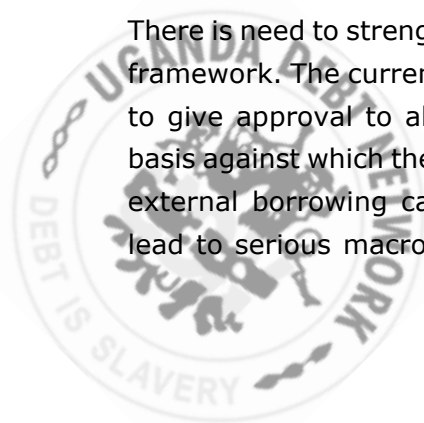 There is need to streng
framework. The curren
to give approval to al
basis against which the
external borrowing ca
lead to serious macro
UGANDA DEBT NETWORK
DEBT IS SLAVERY